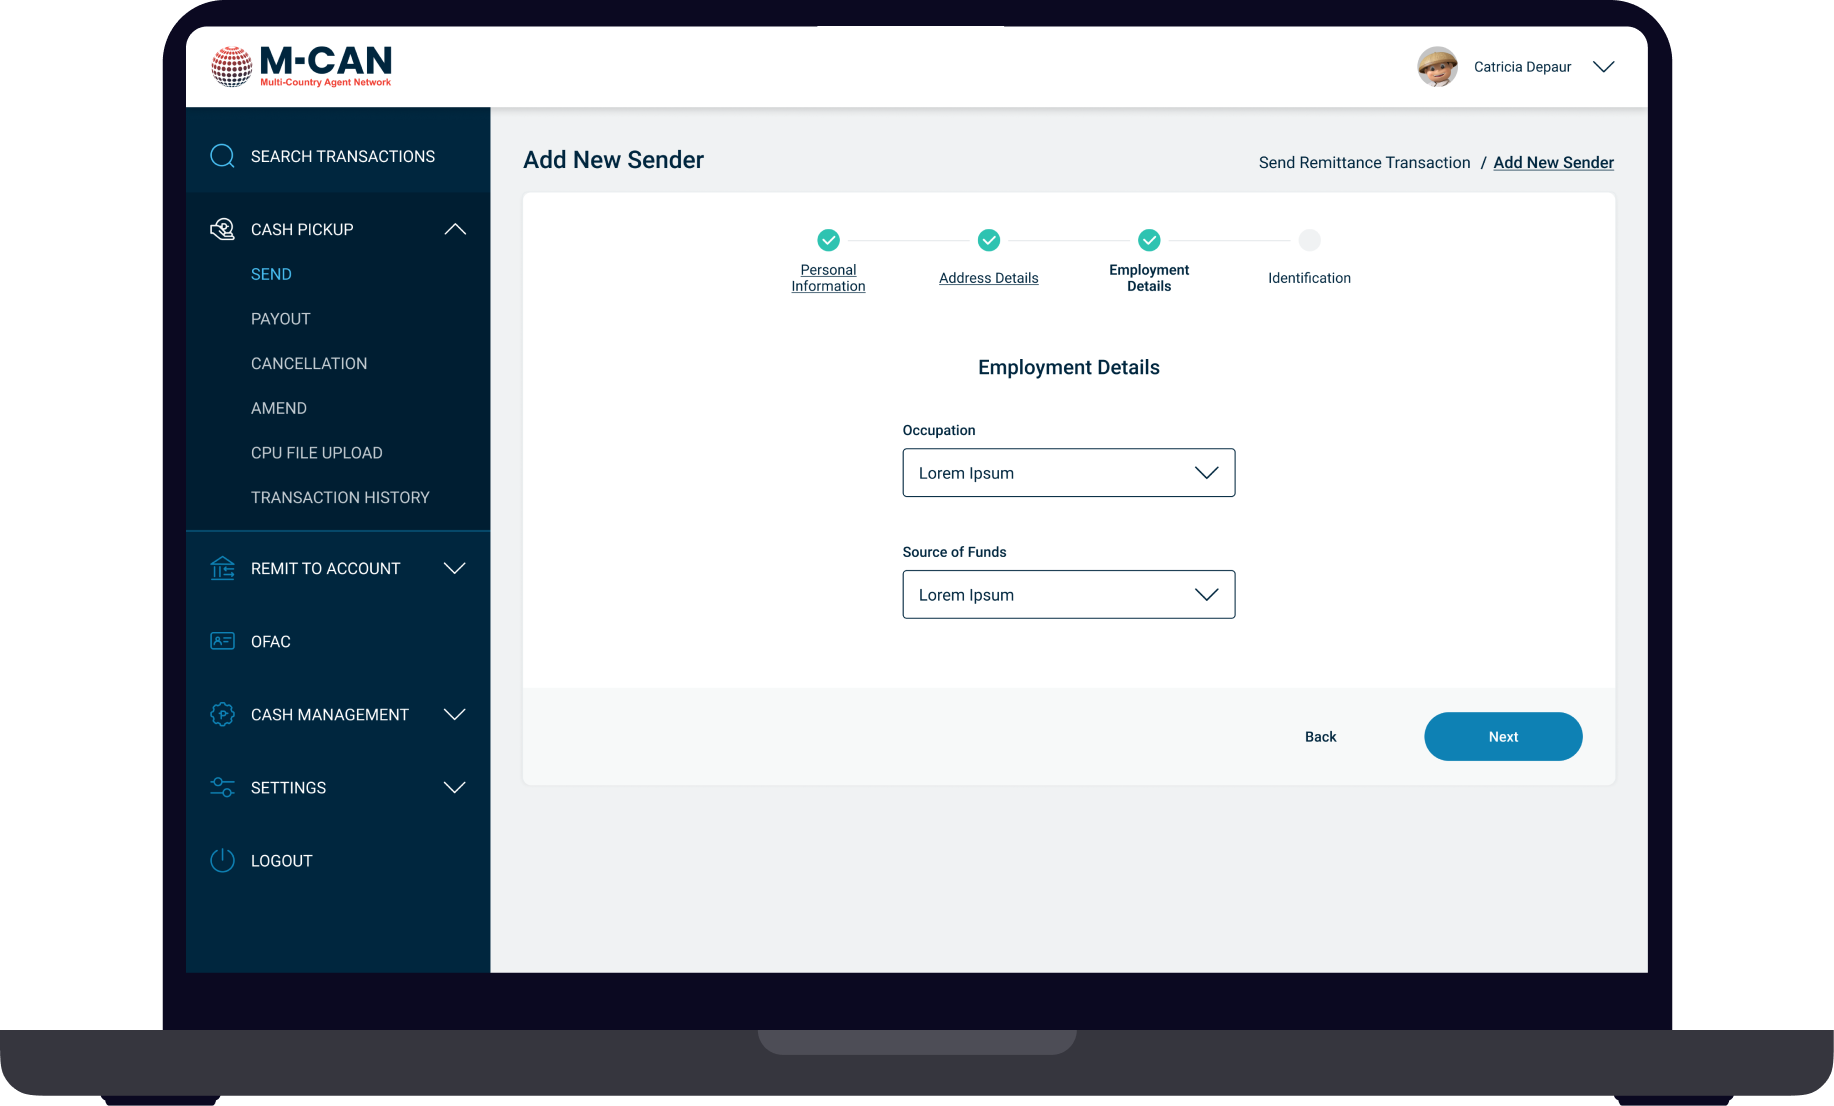 M-CAN
Multi-Country Agent Network
Catricia Depaur
SEARCH TRANSACTIONS
CASH PICKUP
SEND
PAYOUT
CANCELLATION
AMEND
CPU FILE UPLOAD
TRANSACTION HISTORY
REMIT TO ACCOUNT
OFAC
CASH MANAGEMENT
SETTINGS
LOGOUT
Add New Sender
Send Remittance Transaction / Add New Sender
Personal
Information
Address Details
Employment
Details
Identification
Employment Details
Occupation
Lorem Ipsum
Source of Funds
Lorem Ipsum
Back
Next